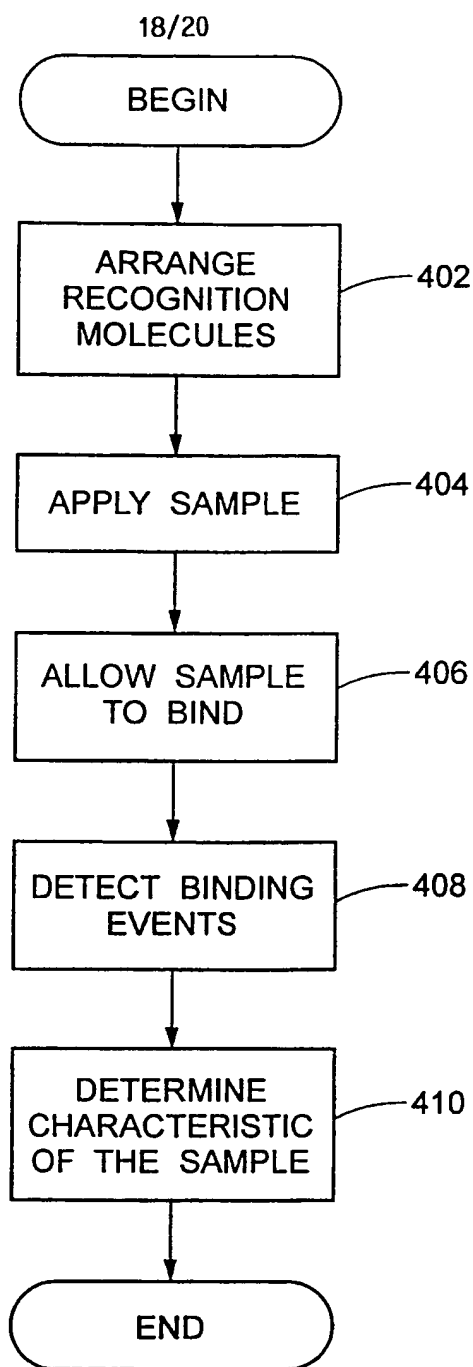 18/20
BEGIN
ARRANGE
RECOGNITION
MOLECULES
402
APPLY SAMPLE
404
ALLOW SAMPLE
TO BIND
406
DETECT BINDING
EVENTS
408
DETERMINE
CHARACTERISTIC
OF THE SAMPLE
410
END